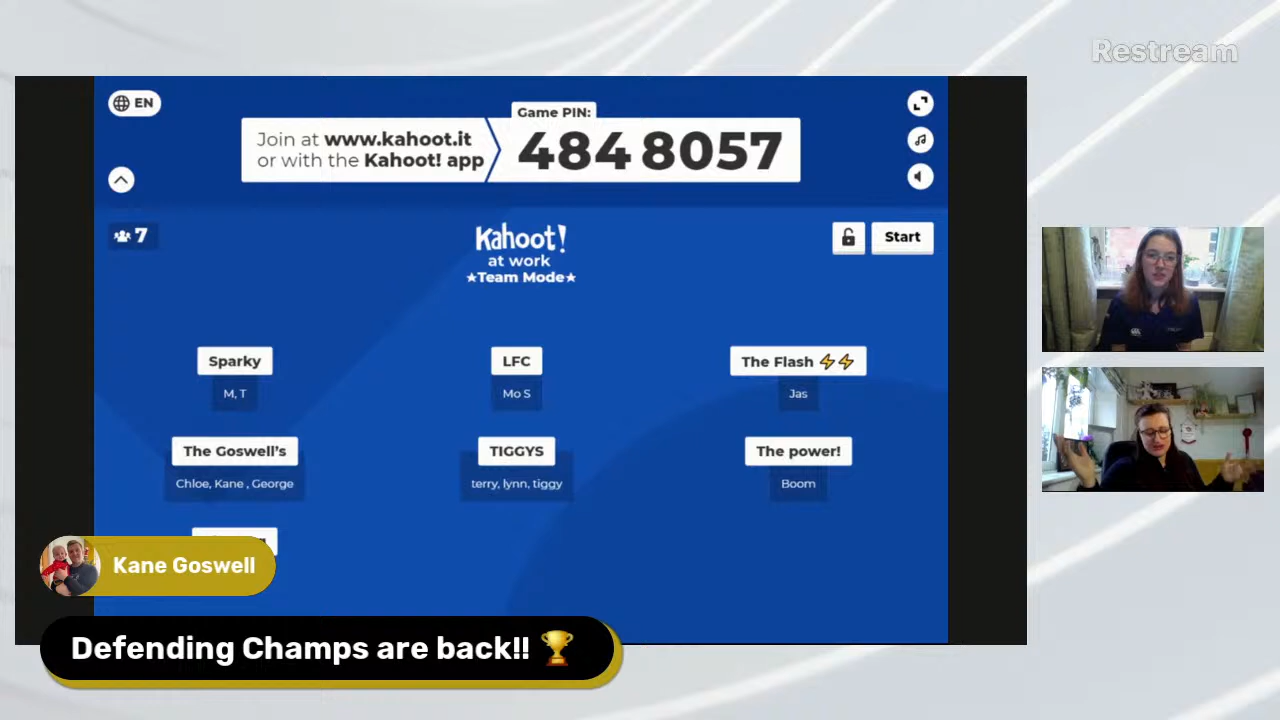 Restream
EN
Game PIN:
Join at www.kahoot.it
or with the Kahoot! app
484 8057
7
Kahoot!
at work
★Team Mode★
Start
Sparky
M, T
LFC
Mo S
The Flash ⚡⚡
Jas
The Goswell’s
Chloe, Kane , George
TIGGYS
terry, lynn, tiggy
The power!
Boom
Kane Goswell
Defending Champs are back!! 🏆